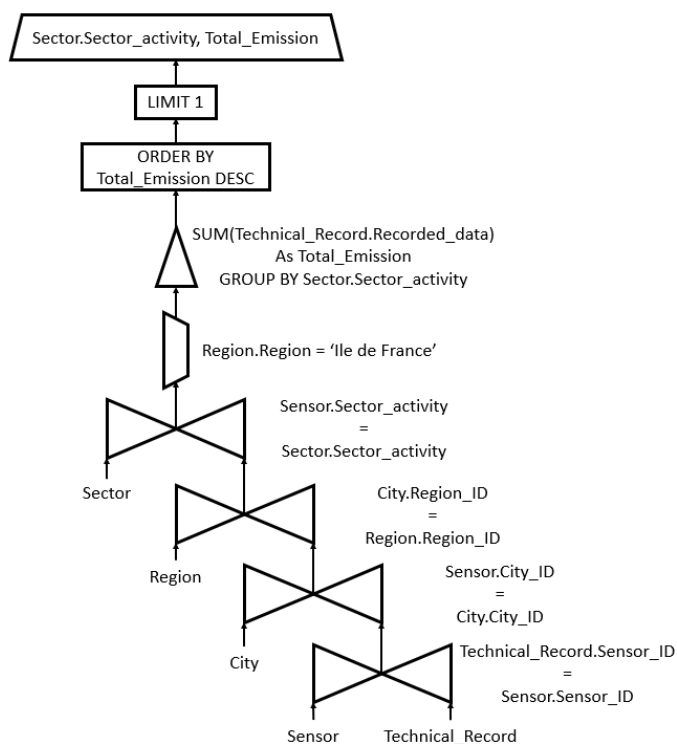 Sector.Sector_activity, Total_Emission
LIMIT 1
ORDER BY
Total_Emission DESC
SUM(Technical_Record.Recorded_data)
As Total_Emission
GROUP BY Sector.Sector_activity
Region.Region = ‘Ile de France’
Sensor.Sector_activity
=
Sector.Sector_activity
Sector
City.Region_ID
=
Region.Region_ID
Region
Sensor.City_ID
=
City.City_ID
City
Technical_Record.Sensor_ID
=
Sensor.Sensor_ID
Sensor
Technical_Record